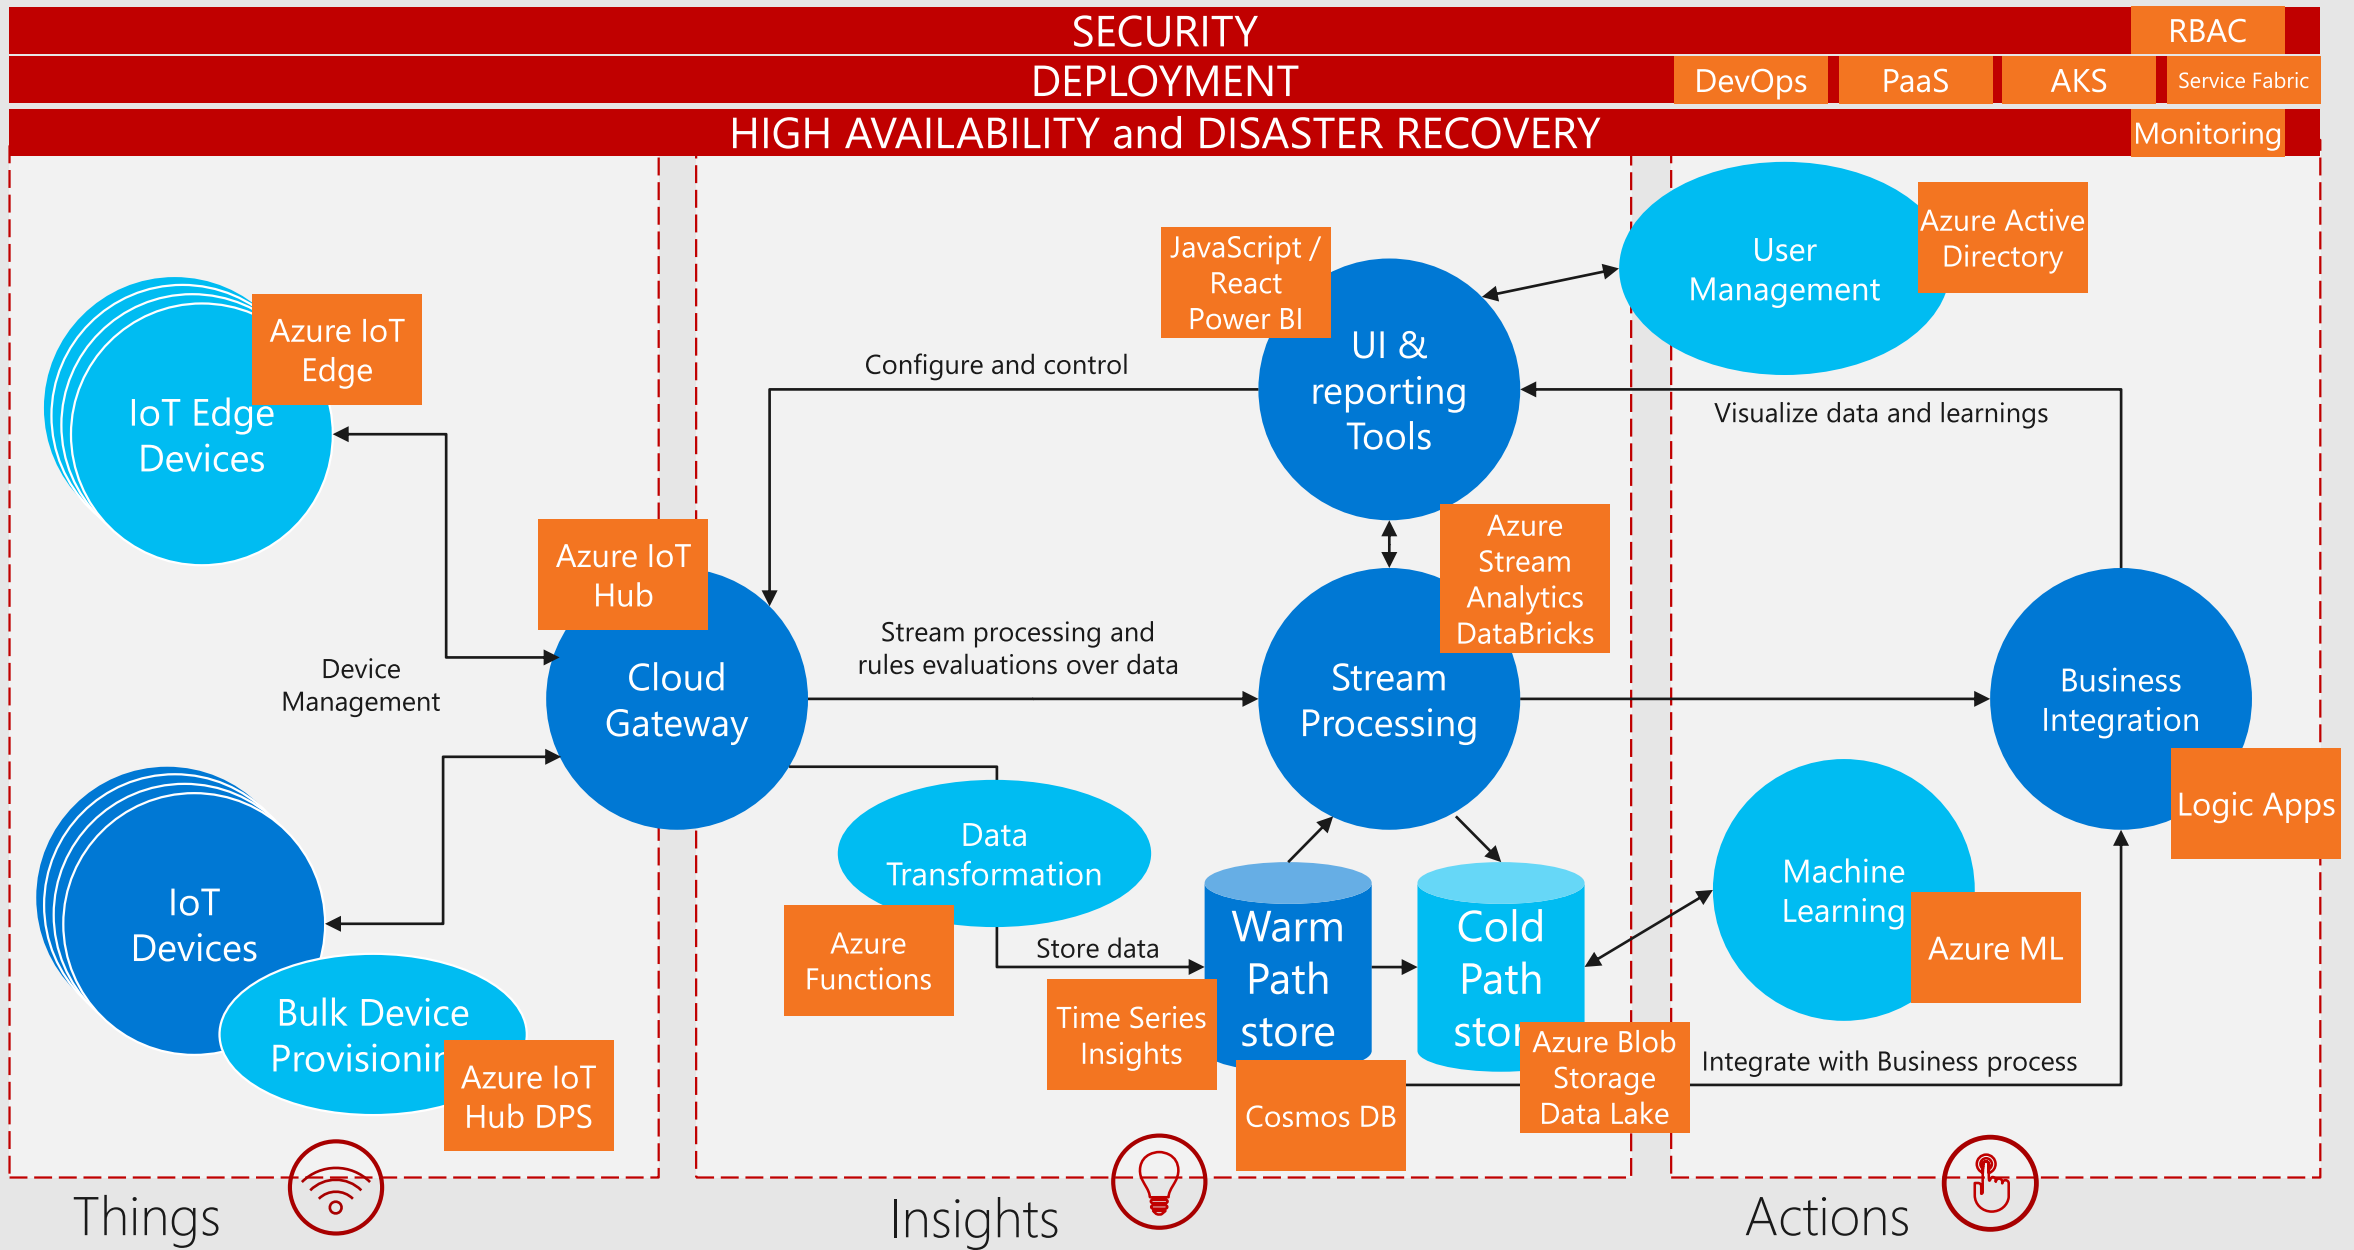 SECURITY
RBAC
DEPLOYMENT
DevOps
PaaS
AKS
Service Fabric
HIGH AVAILABILITY and DISASTER RECOVERY
Monitoring
Azure IoT
Edge
IoT Edge
Devices
Azure IoT
Hub
Cloud
Gateway
Device
Management
IoT
Devices
Bulk Device
Provisionin
Azure IoT
Hub DPS
Things
JavaScript /
React
Power BI
UI &
reporting
Tools
Configure and control
Azure
Stream
Analytics
DataBricks
Stream processing and
rules evaluations over data
Stream
Processing
Data
Transformation
Azure
Functions
Store data
Time Series
Insights
Warm
Path
store
Cosmos DB
Cold
Path
stor
Azure Blob
Storage
Data Lake
Insights
User
Management
Azure Active
Directory
Visualize data and learnings
Business
Integration
Logic Apps
Machine
Learning
Azure ML
Integrate with Business process
Actions